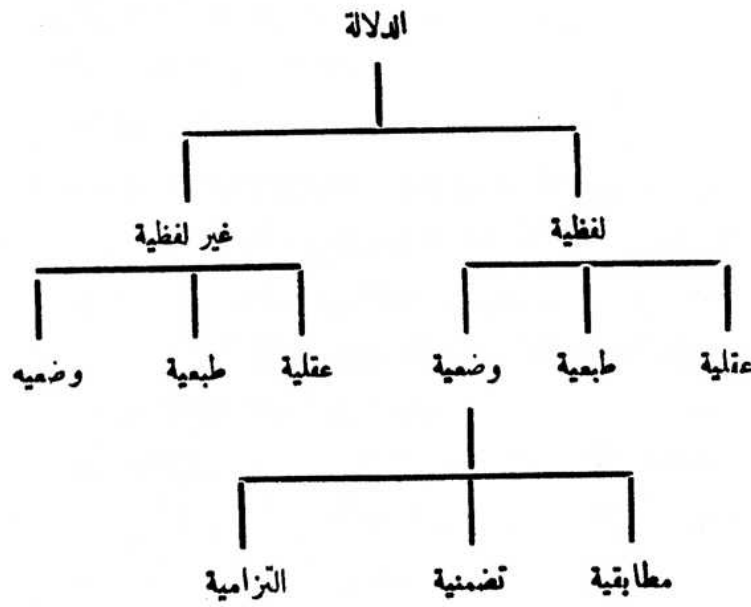 الدلالة
لفظية غير لفظية
عقلية طبعية وضعية عقلية طبعية وضعيه
مطابقية تضمنية التزامية